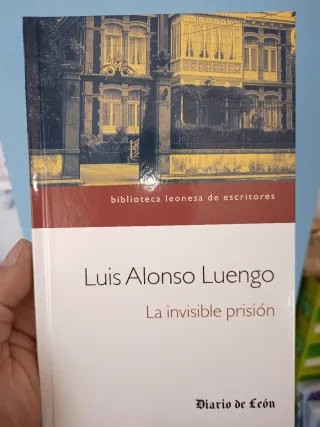 biblioteca leonesa de escritores
Luis Alonso Luengo
La invisible prisión
Diario de León